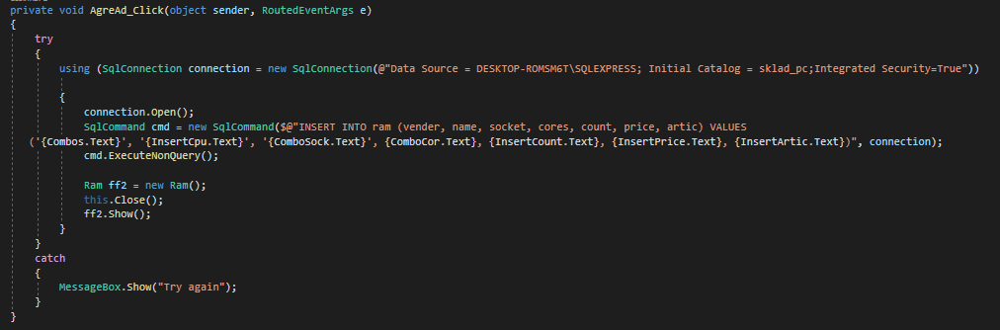 private void AgreAd_Click(object sender, RoutedEventArgs e)
{
try
{
using (SqlConnection connection = new SqlConnection(@"Data Source = DESKTOP-ROMSM6T\SQLEXPRESS; Initial Catalog = sklad_pc;Integrated Security=True"))
{
connection.Open();
SqlCommand cmd = new SqlCommand($@"INSERT INTO ram (vender, name, socket, cores, count, price, artic) VALUES
('{Combos.Text}', '{InsertCpu.Text}', '{ComboSock.Text}', {ComboCor.Text}, {InsertCount.Text}, {InsertPrice.Text}, {InsertArtic.Text})", connection);
cmd.ExecuteNonQuery();
Ram ff2 = new Ram();
this.Close();
ff2.Show();
}
}
catch
{
MessageBox.Show("Try again");
}
}